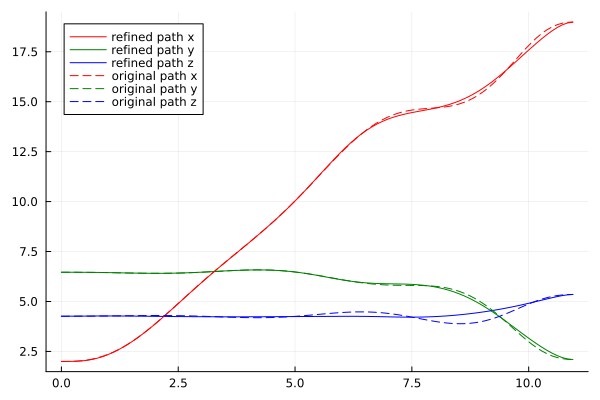 17.5
15.0
12.5
10.0
7.5
5.0
2.5
refined path x
refined path y
refined path z
original path x
original path y
original path z
0.0 2.5 5.0 7.5 10.0